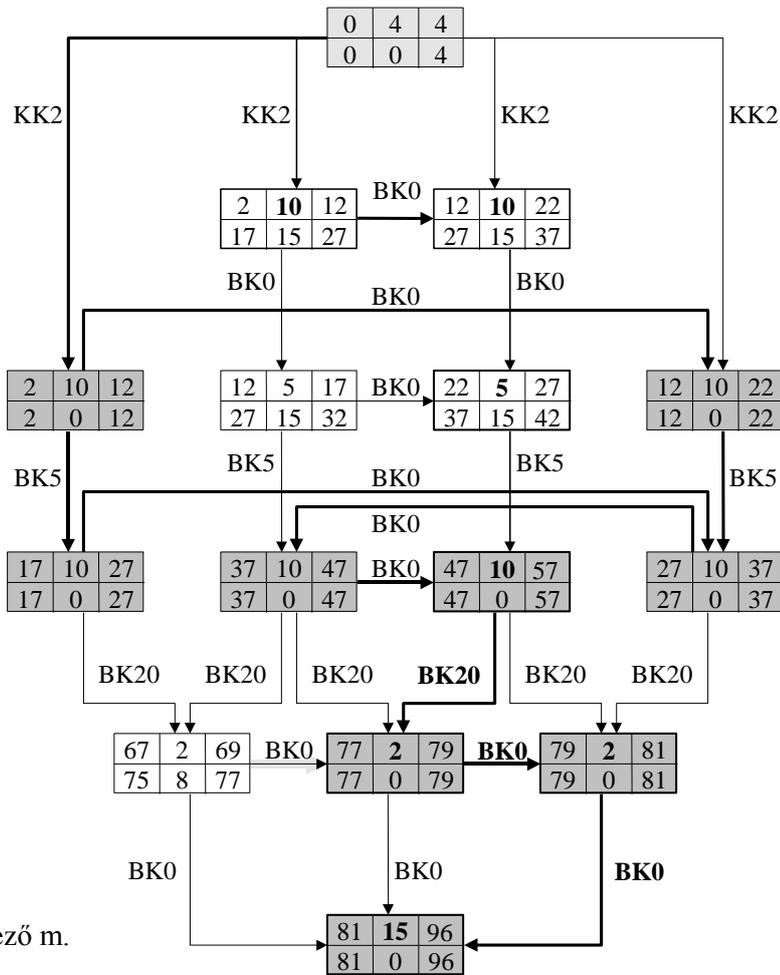 0 4 4
0 0 4
KK2 KK2 KK2 KK2
2 10 12 BK0 12 10 22
17 15 27 27 15 37
BK0 BK0 BK0
2 10 12 12 5 17 BK0 22 5 27 12 10 22
2 0 12 27 15 32 37 15 42 12 0 22
BK5 BK5 BK0 BK5 BK5
BK0
17 10 27 37 10 47 BK0 47 10 57 27 10 37
17 0 27 37 0 47 47 0 57 27 0 37
BK20 BK20 BK20 BK20 BK20 BK20
67 2 69 BK0 77 2 79 BK0 79 2 81
75 8 77 77 0 79 79 0 81
BK0 BK0 BK0
ező m.
81 15 96
81 0 96